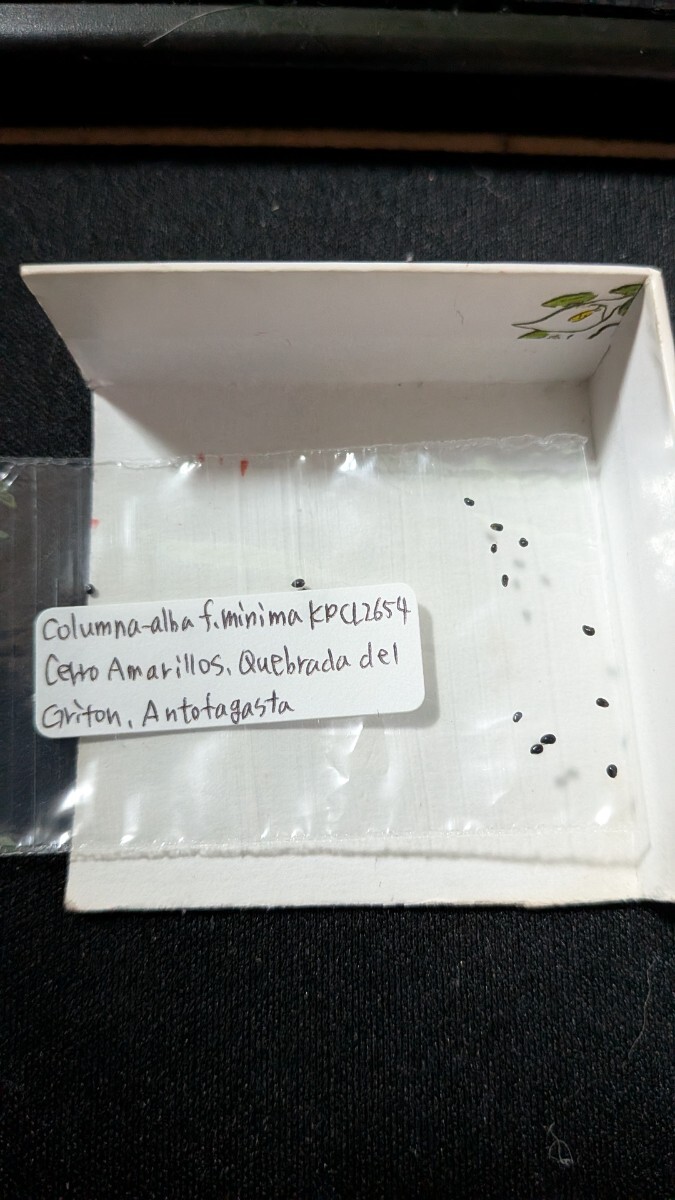 Columna-alba f.minima KPCL2654
Cerro Amarillos. Quebrada del
Griton, Antofagasta